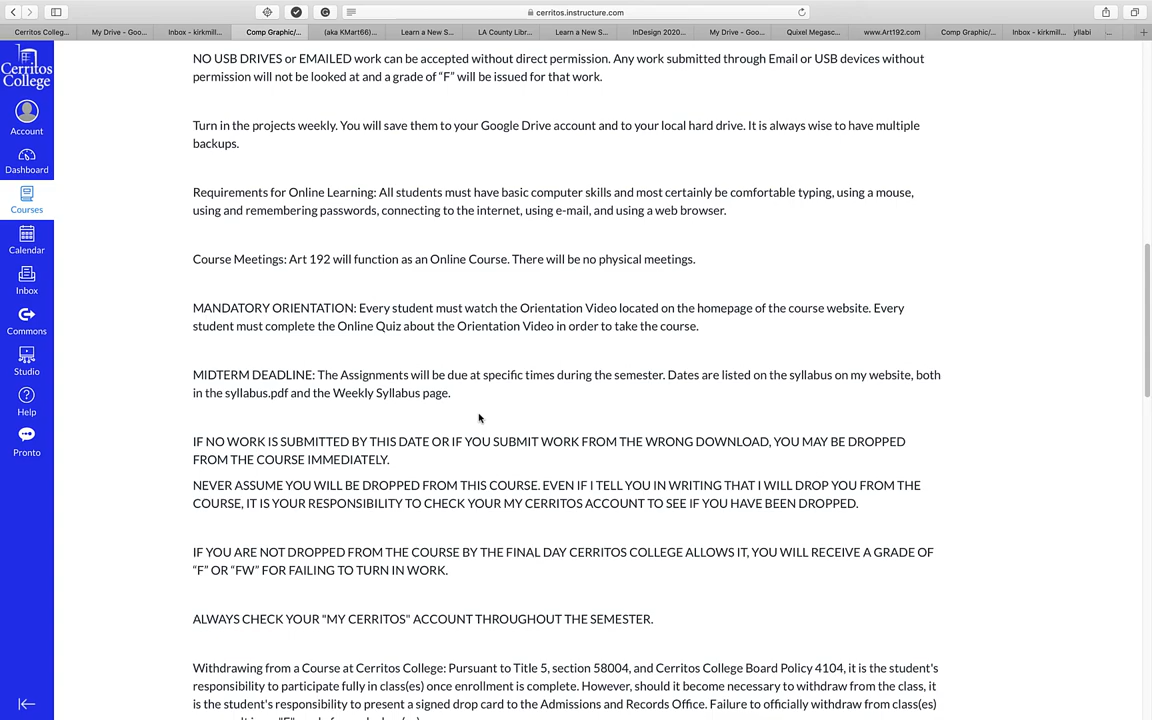 cerritos.instructure.com
Cerritos Colleg...
My Drive - Goo...
Inbox - kirkmill...
Comp Graphic/...
(aka KMart66)...
Learn a New S...
LA County Libr...
Learn a New S...
InDesign 2020...
My Drive - Goo...
Quixel Megasc...
www.Art192.com
Comp Graphic/...
Inbox - kirkmill...
yllabi
...
Cerritos
College
Account
Dashboard
Courses
Calendar
Inbox
Commons
Studio
Help
Pronto
NO USB DRIVES or EMAILED work can be accepted without direct permission. Any work submitted through Email or USB devices without
permission will not be looked at and a grade of “F” will be issued for that work.
Turn in the projects weekly. You will save them to your Google Drive account and to your local hard drive. It is always wise to have multiple
backups.
Requirements for Online Learning: All students must have basic computer skills and most certainly be comfortable typing, using a mouse,
using and remembering passwords, connecting to the internet, using e-mail, and using a web browser.
Course Meetings: Art 192 will function as an Online Course. There will be no physical meetings.
MANDATORY ORIENTATION: Every student must watch the Orientation Video located on the homepage of the course website. Every
student must complete the Online Quiz about the Orientation Video in order to take the course.
MIDTERM DEADLINE: The Assignments will be due at specific times during the semester. Dates are listed on the syllabus on my website, both
in the syllabus.pdf and the Weekly Syllabus page.
IF NO WORK IS SUBMITTED BY THIS DATE OR IF YOU SUBMIT WORK FROM THE WRONG DOWNLOAD, YOU MAY BE DROPPED
FROM THE COURSE IMMEDIATELY.
NEVER ASSUME YOU WILL BE DROPPED FROM THIS COURSE. EVEN IF I TELL YOU IN WRITING THAT I WILL DROP YOU FROM THE
COURSE, IT IS YOUR RESPONSIBILITY TO CHECK YOUR MY CERRITOS ACCOUNT TO SEE IF YOU HAVE BEEN DROPPED.
IF YOU ARE NOT DROPPED FROM THE COURSE BY THE FINAL DAY CERRITOS COLLEGE ALLOWS IT, YOU WILL RECEIVE A GRADE OF
“F” OR “FW” FOR FAILING TO TURN IN WORK.
ALWAYS CHECK YOUR "MY CERRITOS" ACCOUNT THROUGHOUT THE SEMESTER.
Withdrawing from a Course at Cerritos College: Pursuant to Title 5, section 58004, and Cerritos College Board Policy 4104, it is the student's
responsibility to participate fully in class(es) once enrollment is complete. However, should it become necessary to withdraw from the class, it
is the student's responsibility to present a signed drop card to the Admissions and Records Office. Failure to officially withdraw from class(es)